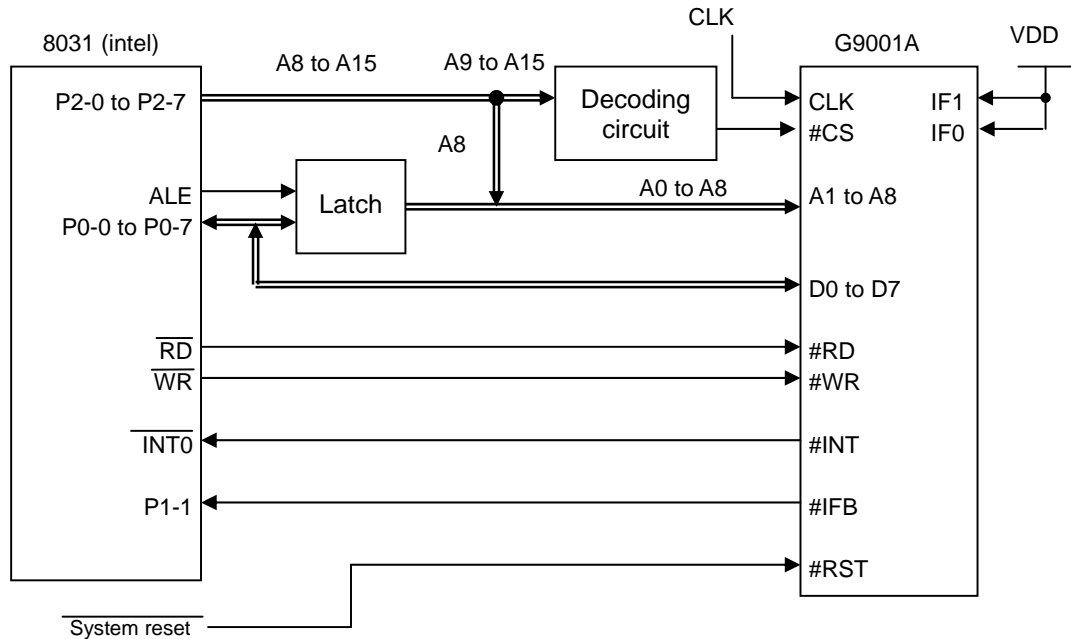 CLK
8031 (intel)
G9001A
VDD
A8 to A15
A9 to A15
P2-0 to P2-7
Decoding
circuit
CLK
IF1
#CS
IF0
A8
ALE
Latch
A0 to A8
A1 to A8
P0-0 to P0-7
D0 to D7
RD
#RD
WR
#WR
INT0
#INT
P1-1
#IFB
#RST
System reset